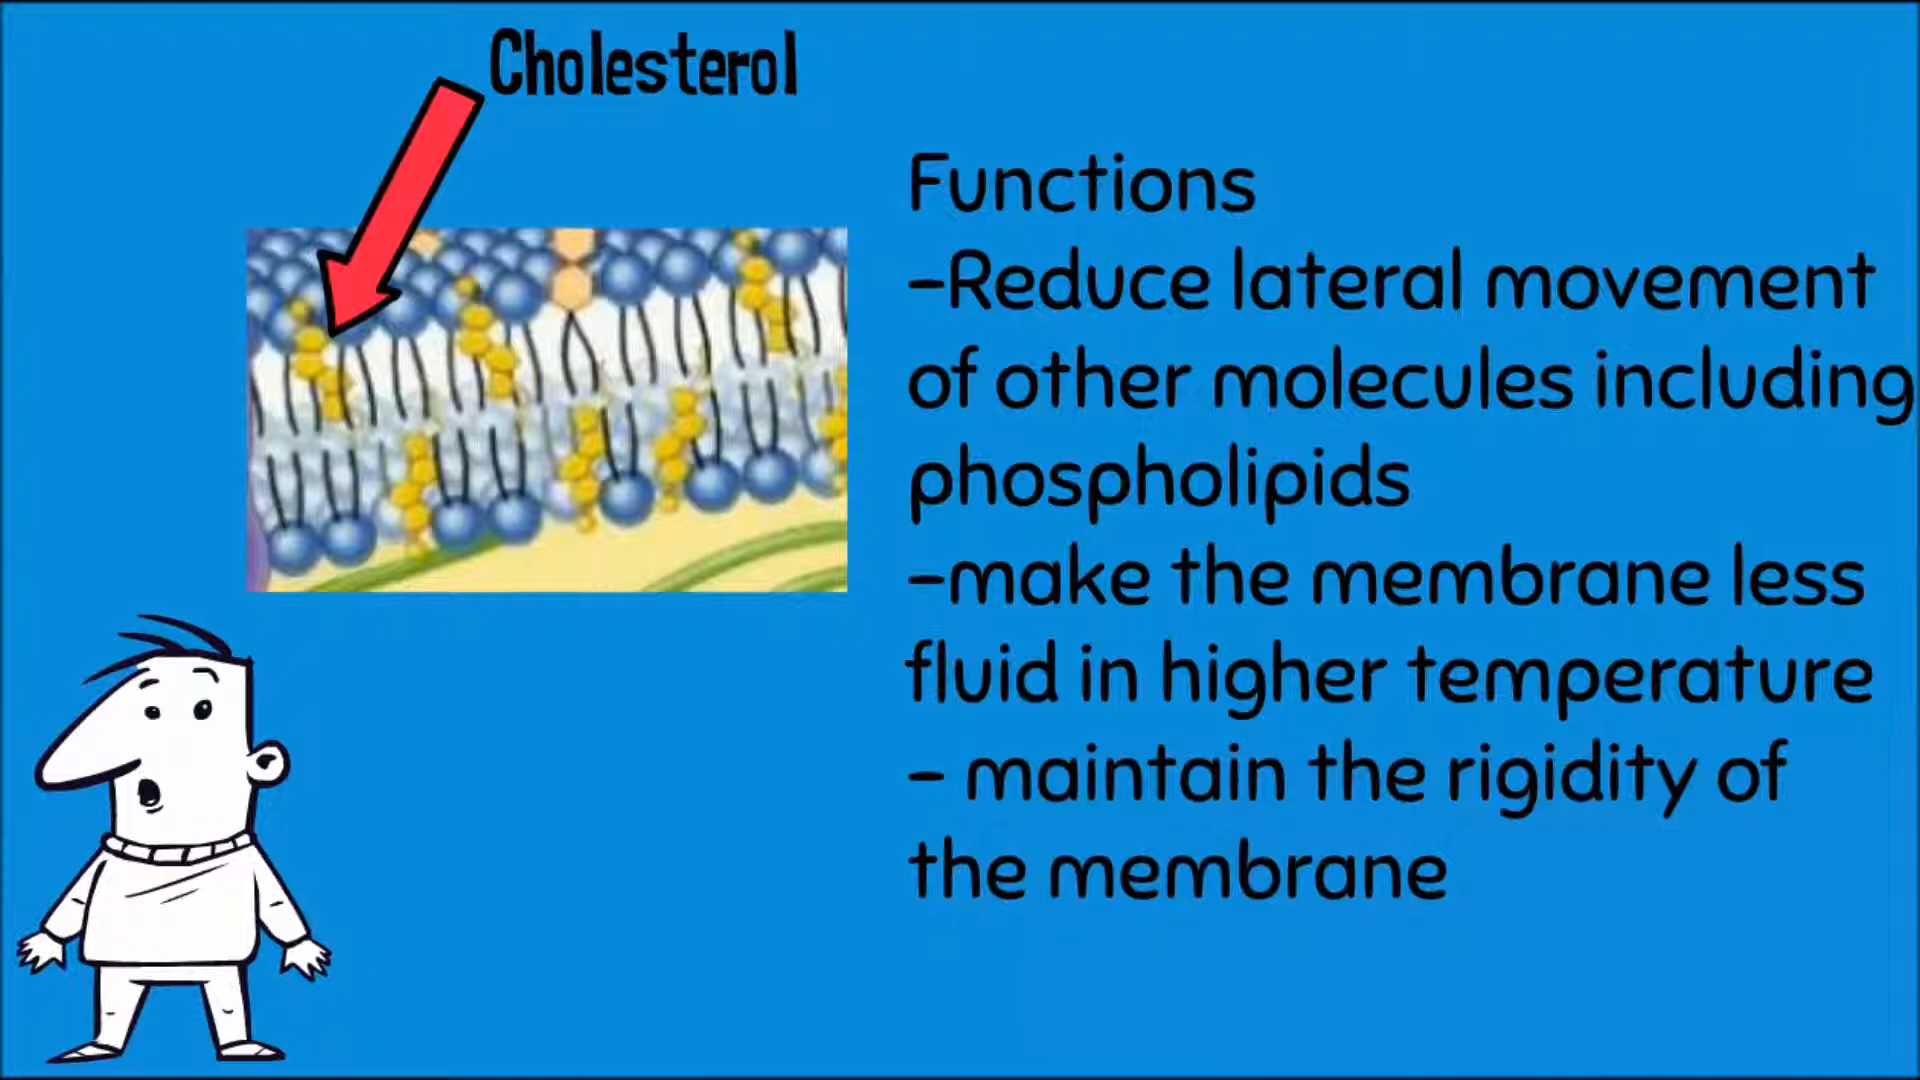 Cholesterol
Functions
-Reduce lateral movement
of other molecules including
phospholipids
-make the membrane less
fluid in higher temperature
- maintain the rigidity of
the membrane